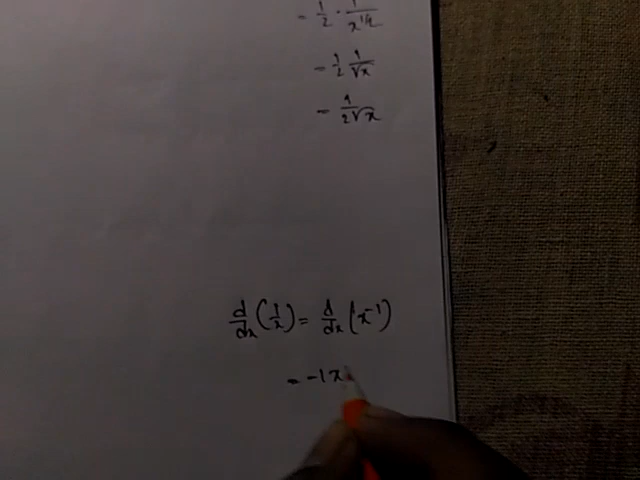 = 1/2 · 1/x^1/2
= 1/2 1/√x
= 1/2√x
d/dx (1/x) = d/dx (x^-1)
= -1x